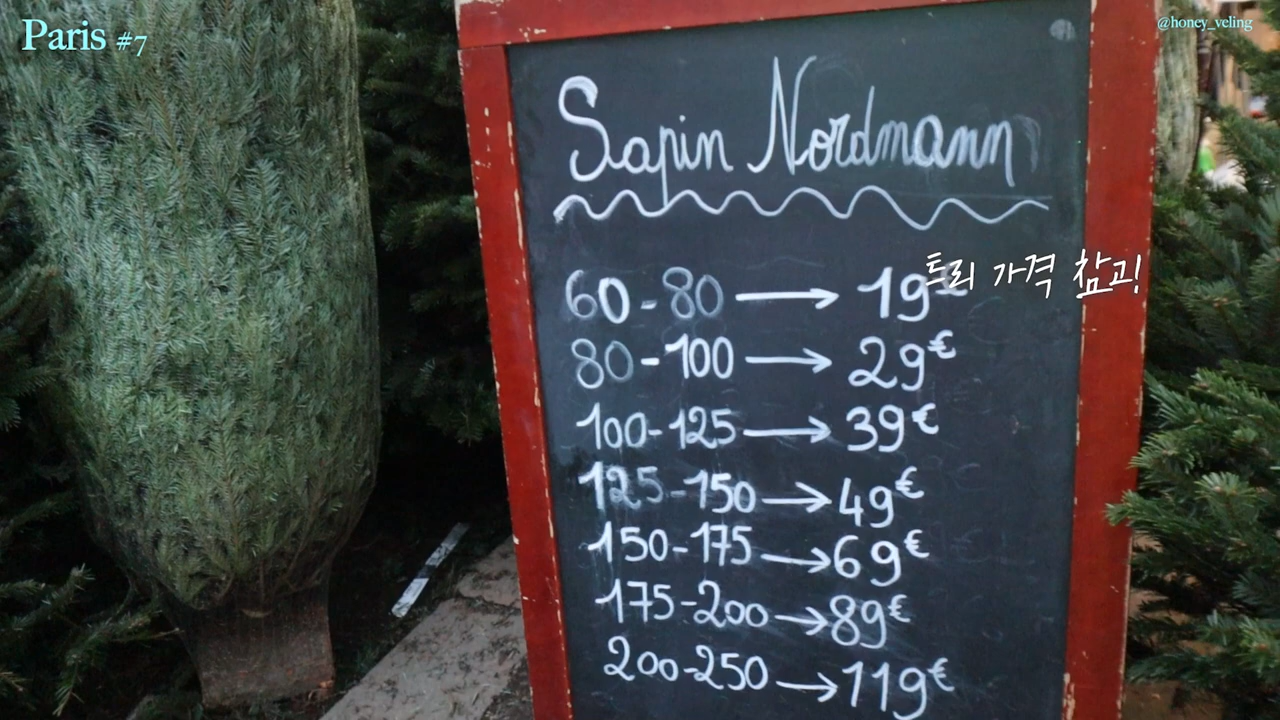 Paris #7
@honey_yeling
Sapin Nordmann
60-80 → 19€
트리 가격 참고!
80-100 → 29€
100-125 → 39€
125-150 → 49€
150-175 → 69€
175-200 → 89€
200-250 → 119€